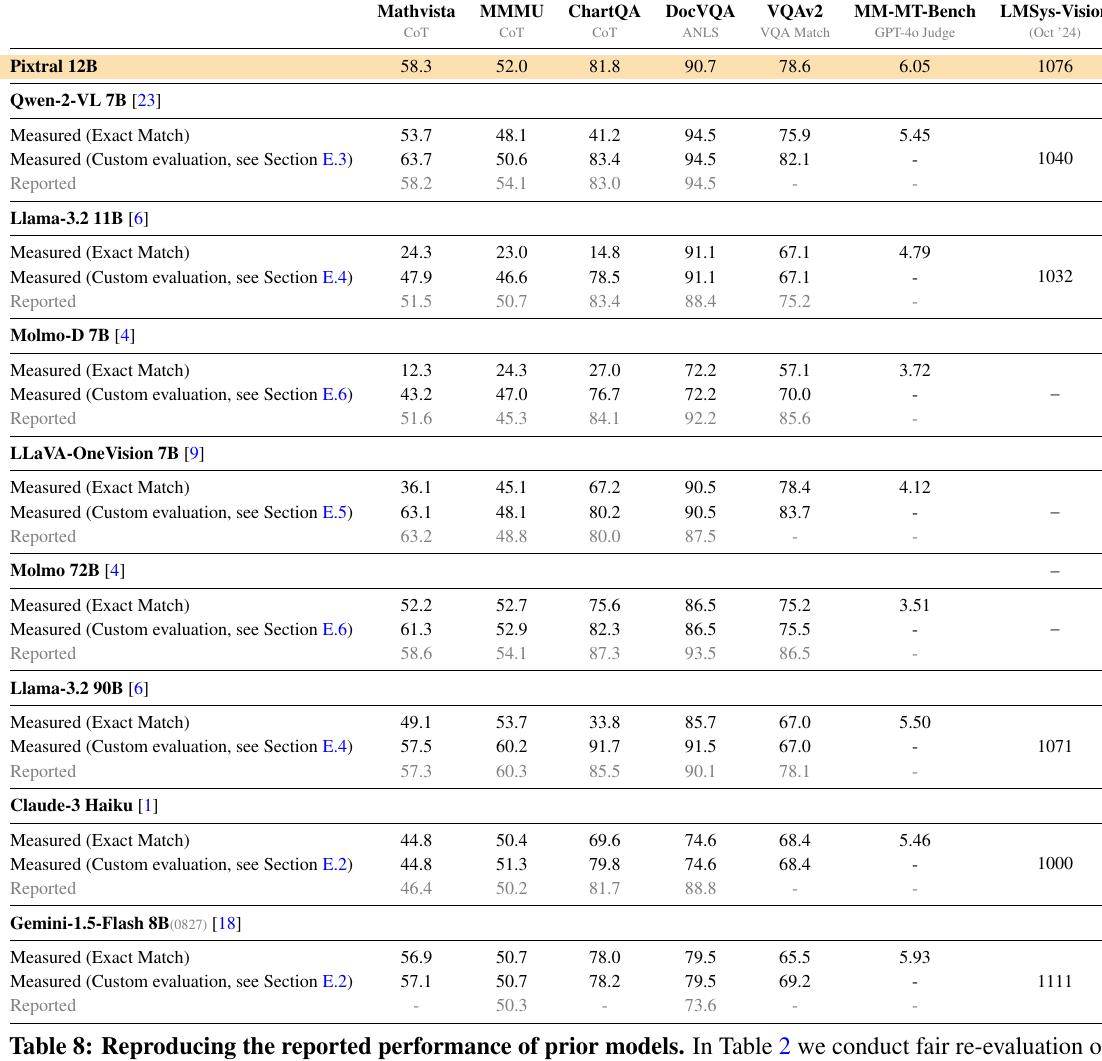 Mathvista MMMU ChartQA DocVQA VQAv2 MM-MT-Bench LMSys-Vision
CoT CoT CoT ANLS VQA Match GPT-4o Judge (Oct '24)
Pixtral 12B 58.3 52.0 81.8 90.7 78.6 6.05 1076
Qwen-2-VL 7B [23]
Measured (Exact Match) 53.7 48.1 41.2 94.5 75.9 5.45
Measured (Custom evaluation, see Section E.3) 63.7 50.6 83.4 94.5 82.1 - 1040
Reported 58.2 54.1 83.0 94.5 - -
Llama-3.2 11B [6]
Measured (Exact Match) 24.3 23.0 14.8 91.1 67.1 4.79
Measured (Custom evaluation, see Section E.4) 47.9 46.6 78.5 91.1 67.1 - 1032
Reported 51.5 50.7 83.4 88.4 75.2 -
Molmo-D 7B [4]
Measured (Exact Match) 12.3 24.3 27.0 72.2 57.1 3.72
Measured (Custom evaluation, see Section E.6) 43.2 47.0 76.7 72.2 70.0 - –
Reported 51.6 45.3 84.1 92.2 85.6 -
LLaVA-OneVision 7B [9]
Measured (Exact Match) 36.1 45.1 67.2 90.5 78.4 4.12
Measured (Custom evaluation, see Section E.5) 63.1 48.1 80.2 90.5 83.7 - –
Reported 63.2 48.8 80.0 87.5 - -
Molmo 72B [4] –
Measured (Exact Match) 52.2 52.7 75.6 86.5 75.2 3.51
Measured (Custom evaluation, see Section E.6) 61.3 52.9 82.3 86.5 75.5 - –
Reported 58.6 54.1 87.3 93.5 86.5 -
Llama-3.2 90B [6]
Measured (Exact Match) 49.1 53.7 33.8 85.7 67.0 5.50
Measured (Custom evaluation, see Section E.4) 57.5 60.2 91.7 91.5 67.0 - 1071
Reported 57.3 60.3 85.5 90.1 78.1 -
Claude-3 Haiku [1]
Measured (Exact Match) 44.8 50.4 69.6 74.6 68.4 5.46
Measured (Custom evaluation, see Section E.2) 44.8 51.3 79.8 74.6 68.4 - 1000
Reported 46.4 50.2 81.7 88.8 - -
Gemini-1.5-Flash 8B(0827) [18]
Measured (Exact Match) 56.9 50.7 78.0 79.5 65.5 5.93
Measured (Custom evaluation, see Section E.2) 57.1 50.7 78.2 79.5 69.2 - 1111
Reported - 50.3 - 73.6 - -
Table 8: Reproducing the reported performance of prior models. In Table 2 we conduct fair re-evaluation o